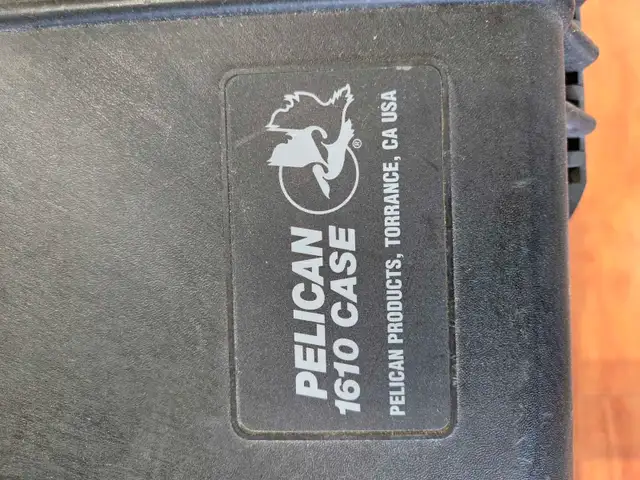 PELICAN
1610 CASE
®
PELICAN PRODUCTS, TORRANCE, CA USA